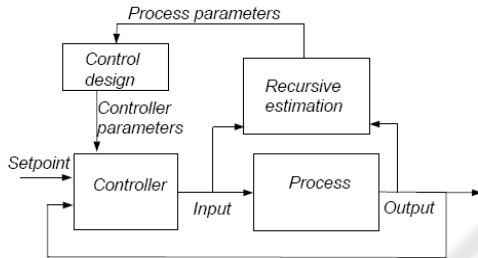 Process parameters
Control
design
Recursive
estimation
Controller
parameters
Setpoint
Controller
Process
Input
Output